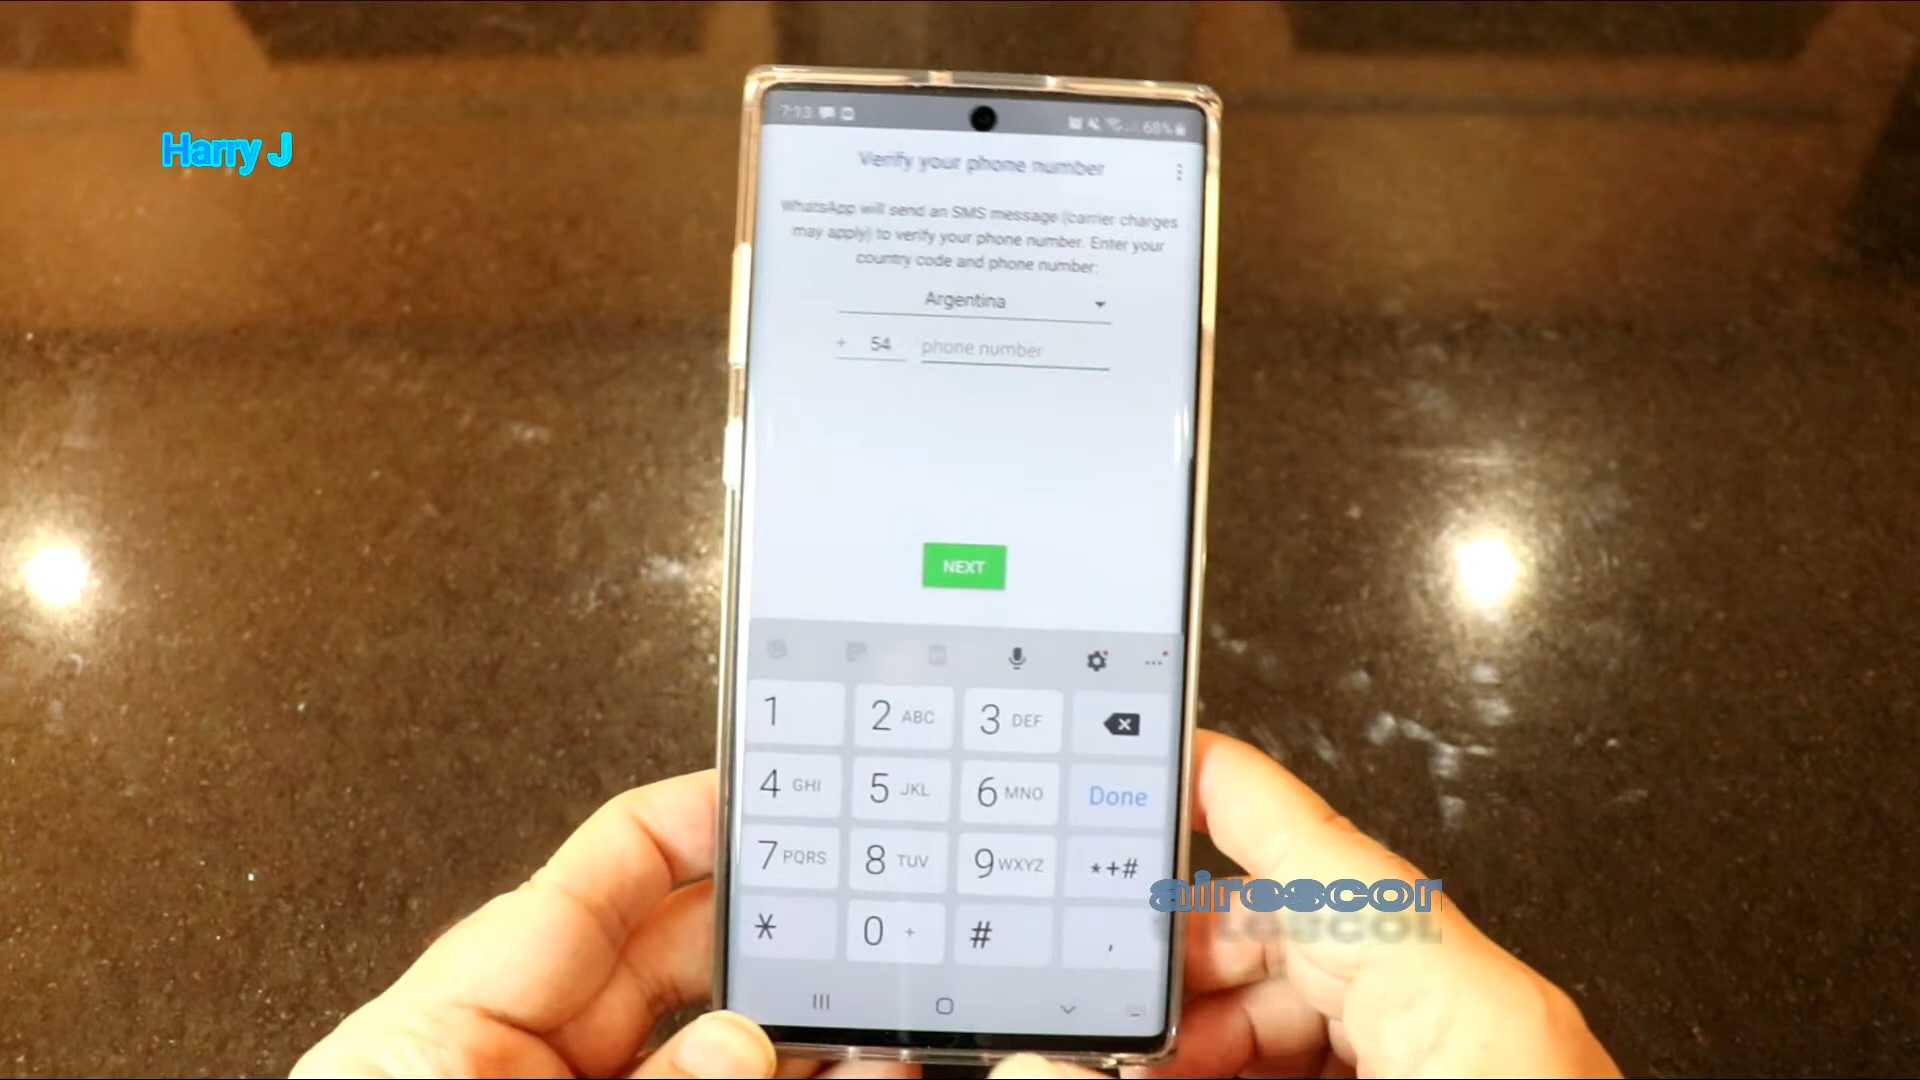 Harry J
7:13
68%
Verify your phone number
WhatsApp will send an SMS message (carrier charges
may apply) to verify your phone number. Enter your
country code and phone number:
Argentina
+ 54 phone number
NEXT
1 2 ABC 3 DEF
4 GHI 5 JKL 6 MNO Done
7 PQRS 8 TUV 9 WXYZ *+#
* 0 + # ,
airescor